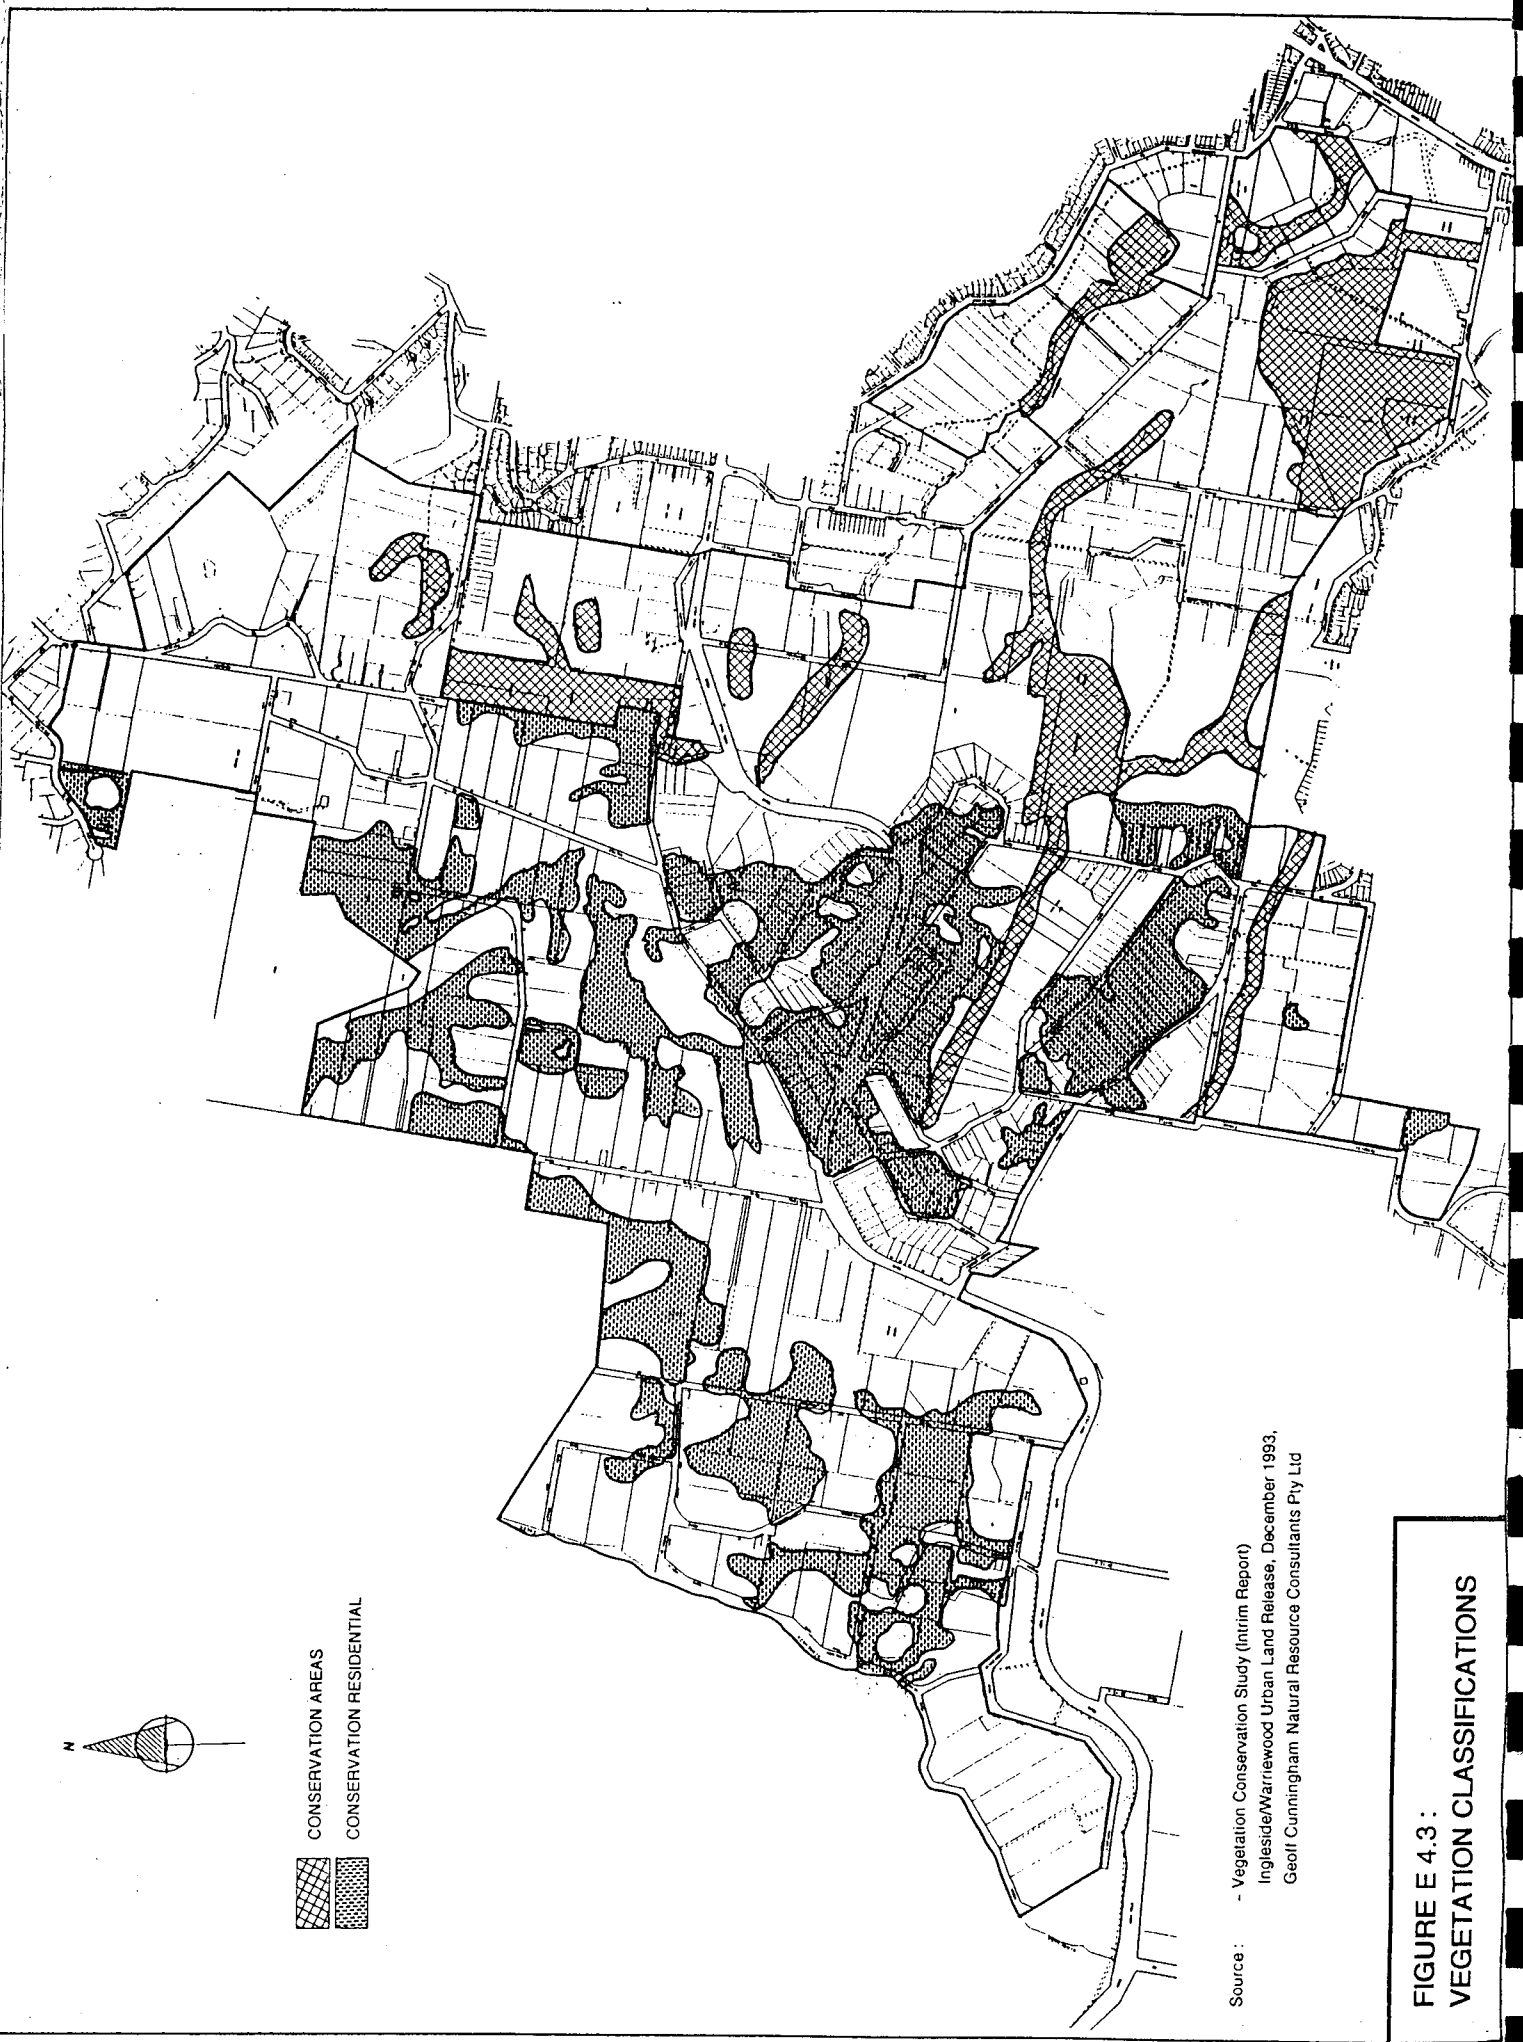 N
CONSERVATION AREAS
CONSERVATION RESIDENTIAL
Source : - Vegetation Conservation Study (Intrim Report)
Ingleside/Warriewood Urban Land Release, December 1993,
Geoff Cunningham Natural Resource Consultants Pty Ltd
FIGURE E 4.3 :
VEGETATION CLASSIFICATIONS